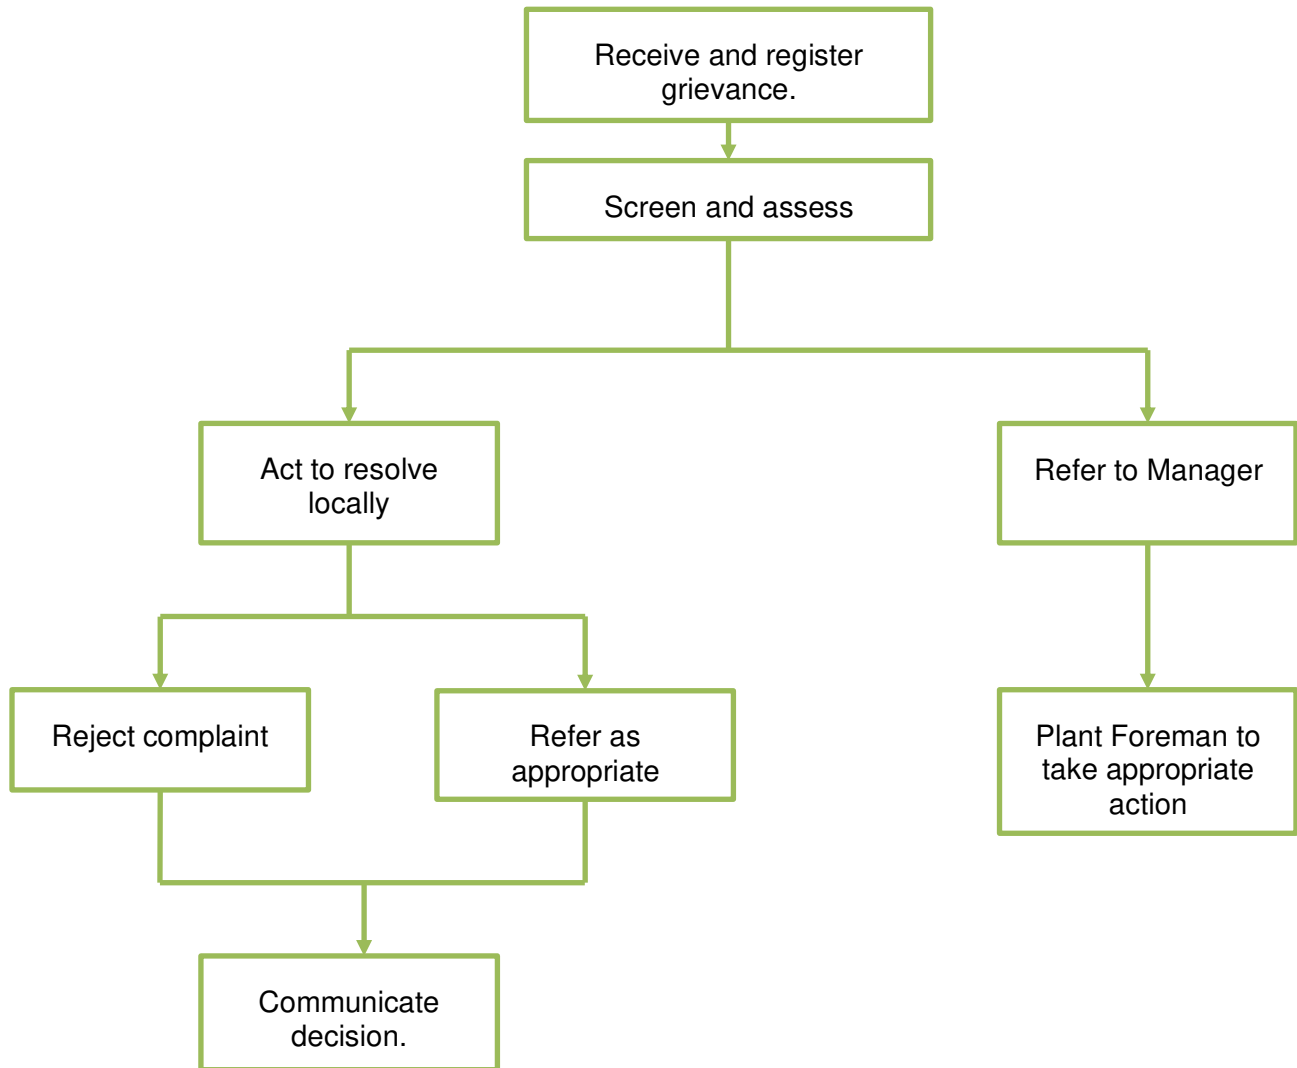 Receive and register
grievance.
Screen and assess
Act to resolve
locally
Refer to Manager
Reject complaint
Refer as
appropriate
Plant Foreman to
take appropriate
action
Communicate
decision.